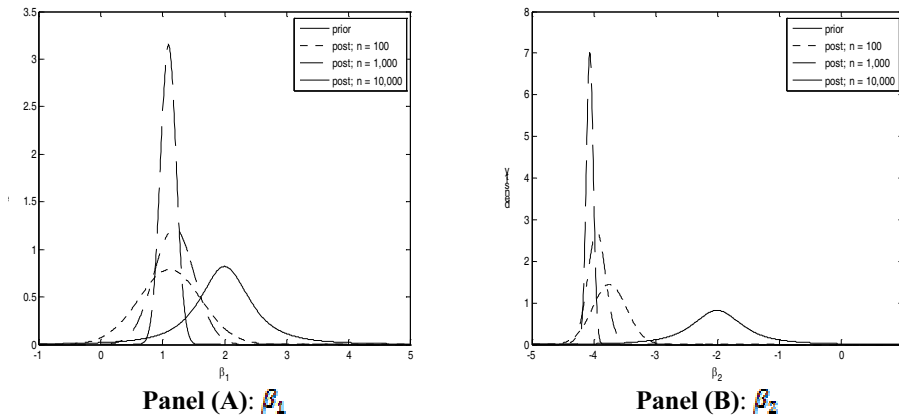 3.5
3
2.5
2
1.5
1
0.5
0
-1 0 1 2 3 4 5
β1
prior
post; n = 100
post; n = 1,000
post; n = 10,000
Panel (A): β1
8
7
6
5
4
3
2
1
0
-5 -4 -3 -2 -1 0
β2
density
prior
post; n = 100
post; n = 1,000
post; n = 10,000
Panel (B): β2